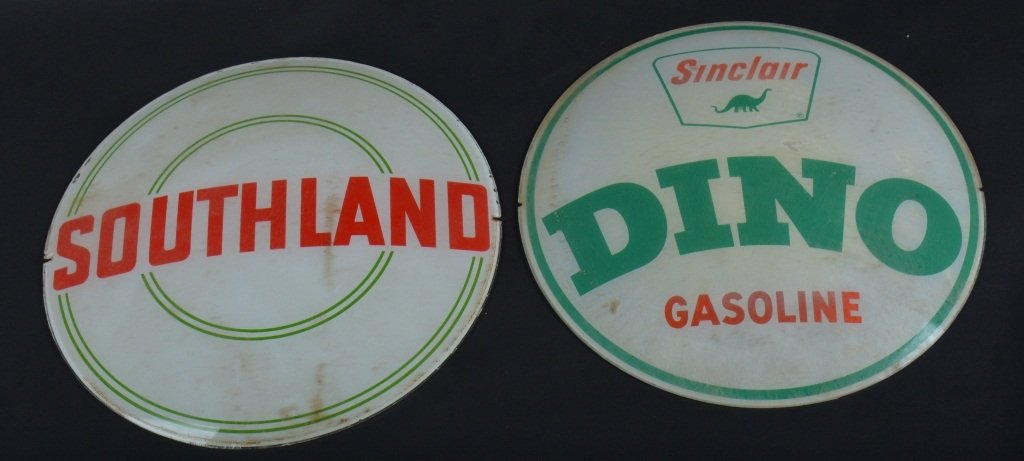 SOUTHLAND
Sinclair
DINO
GASOLINE